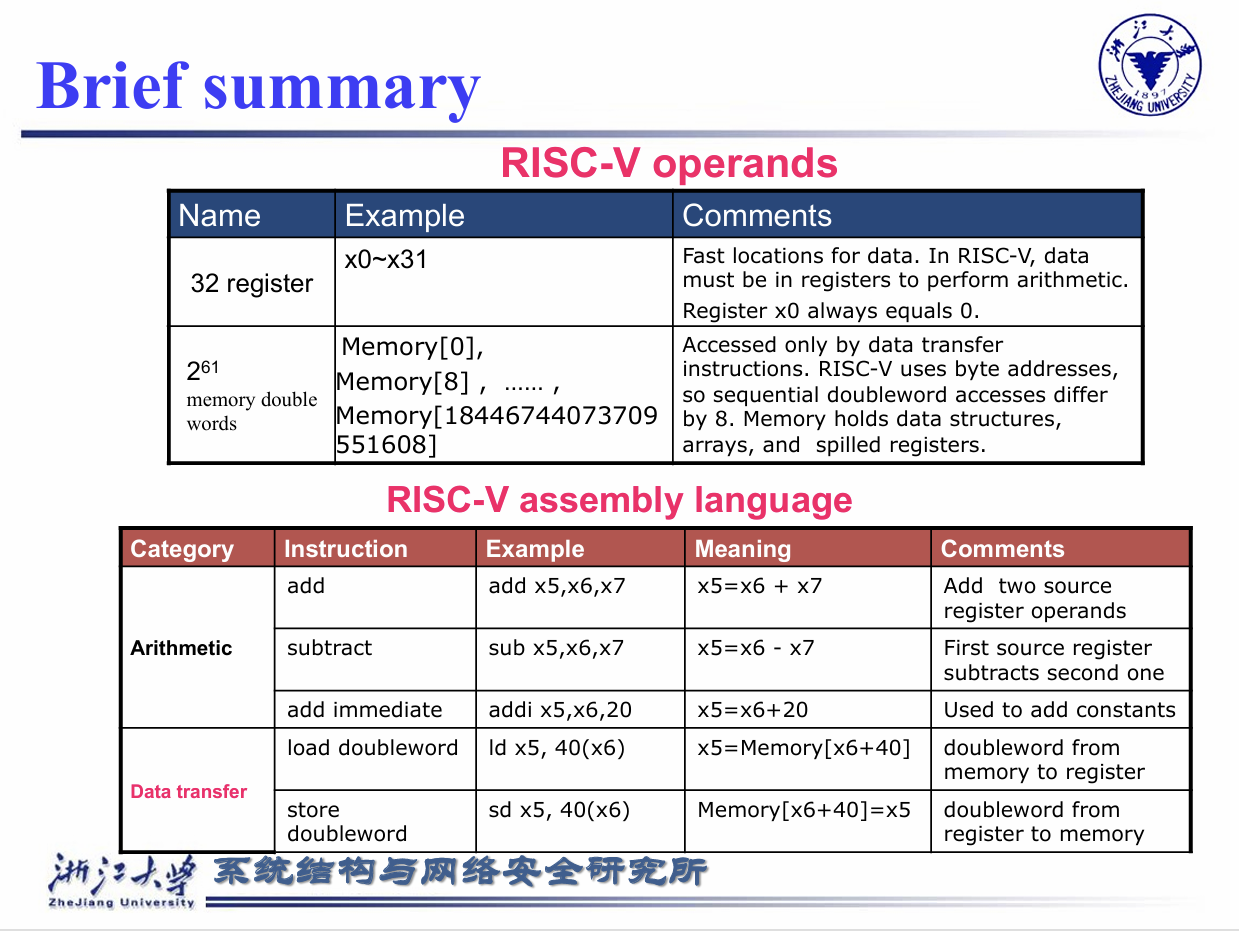 Brief summary
浙江大学
ZHEJIANG UNIVERSITY
1897
RISC-V operands
Name Example Comments
32 register
x0~x31
Fast locations for data. In RISC-V, data
must be in registers to perform arithmetic.
Register x0 always equals 0.
2⁶¹
memory double
words
Memory[0],
Memory[8] , …… ,
Memory[18446744073709
551608]
Accessed only by data transfer
instructions. RISC-V uses byte addresses,
so sequential doubleword accesses differ
by 8. Memory holds data structures,
arrays, and spilled registers.
RISC-V assembly language
Category Instruction Example Meaning Comments
Arithmetic
add
add x5,x6,x7
x5=x6 + x7
Add two source
register operands
subtract
sub x5,x6,x7
x5=x6 - x7
First source register
subtracts second one
add immediate
addi x5,x6,20
x5=x6+20
Used to add constants
Data transfer
load doubleword
ld x5, 40(x6)
x5=Memory[x6+40]
doubleword from
memory to register
store
doubleword
sd x5, 40(x6)
Memory[x6+40]=x5
doubleword from
register to memory
浙江大学
ZheJiang University
系统结构与网络安全研究所